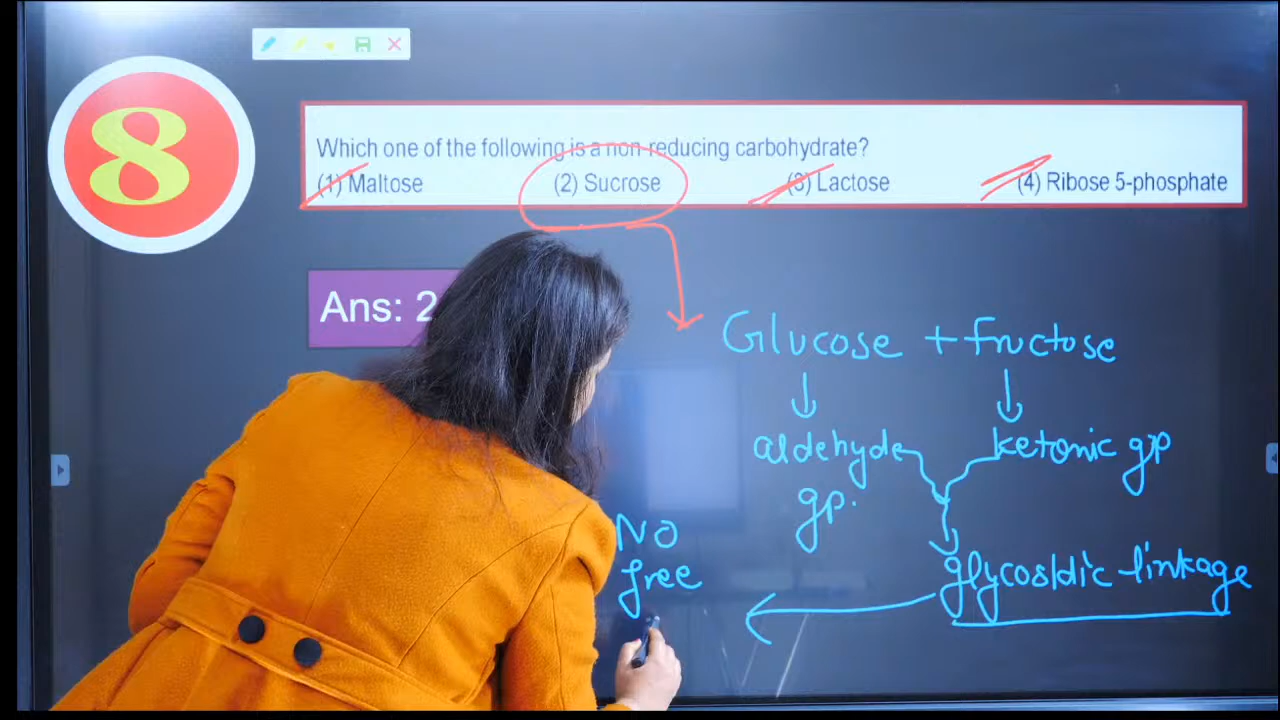 8
Which one of the following is a non-reducing carbohydrate?
(1) Maltose (2) Sucrose (3) Lactose (4) Ribose 5-phosphate
Ans: 2
Glucose + fructose
aldehyde gp.
ketonic gp
glycosidic linkage
No
free